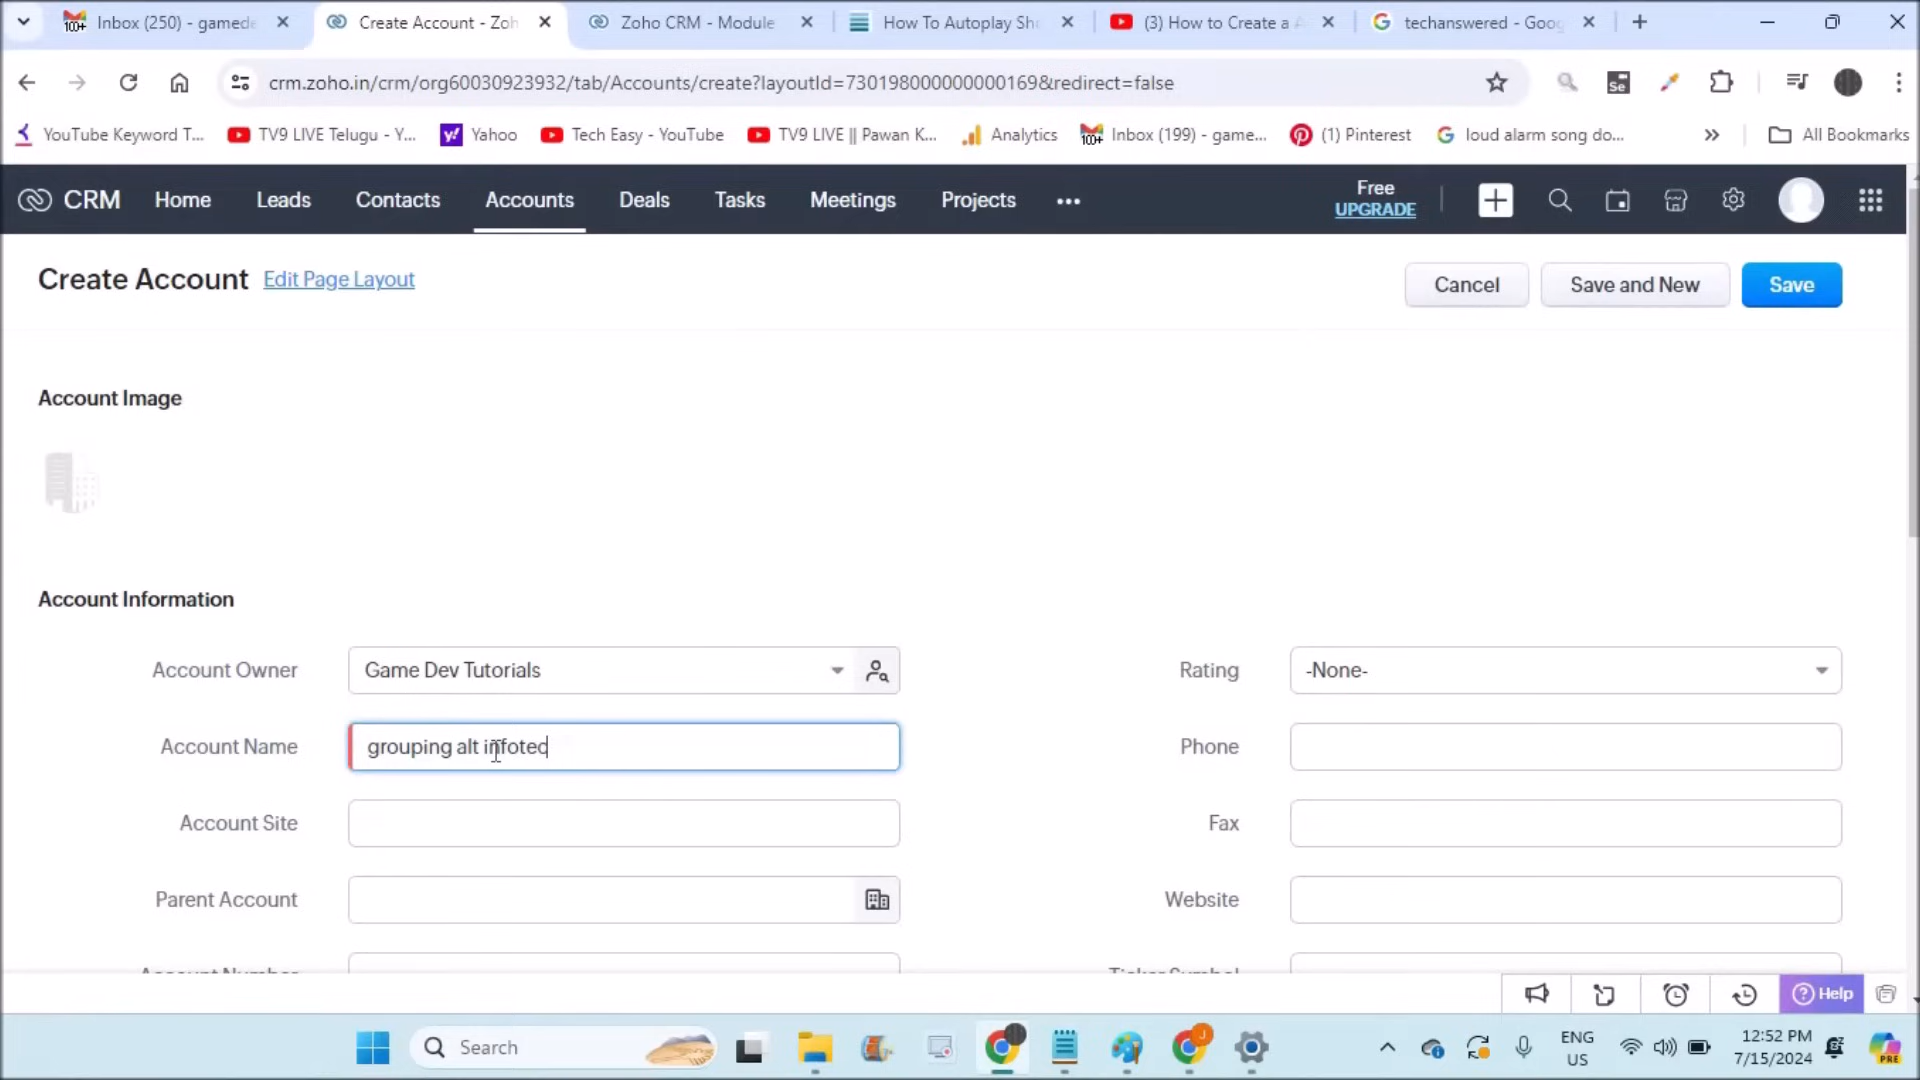 Inbox (250) - gamede
Create Account - Zoh
Zoho CRM - Module
How To Autoplay Sh
(3) How to Create a
techanswered - Goog
crm.zoho.in/crm/org60030923932/tab/Accounts/create?layoutId=730198000000000169&redirect=false
YouTube Keyword T...
TV9 LIVE Telugu - Y...
Yahoo
Tech Easy - YouTube
TV9 LIVE || Pawan K...
Analytics
Inbox (199) - game...
(1) Pinterest
loud alarm song do...
All Bookmarks
CRM
Home
Leads
Contacts
Accounts
Deals
Tasks
Meetings
Projects
Free
UPGRADE
Create Account
Edit Page Layout
Cancel
Save and New
Save
Account Image
Account Information
Account Owner
Game Dev Tutorials
Rating
-None-
Account Name
grouping alt infotec
Phone
Account Site
Fax
Parent Account
Website
Account Number
Ticker Symbol
Help
Search
ENG
US
12:52 PM
7/15/2024